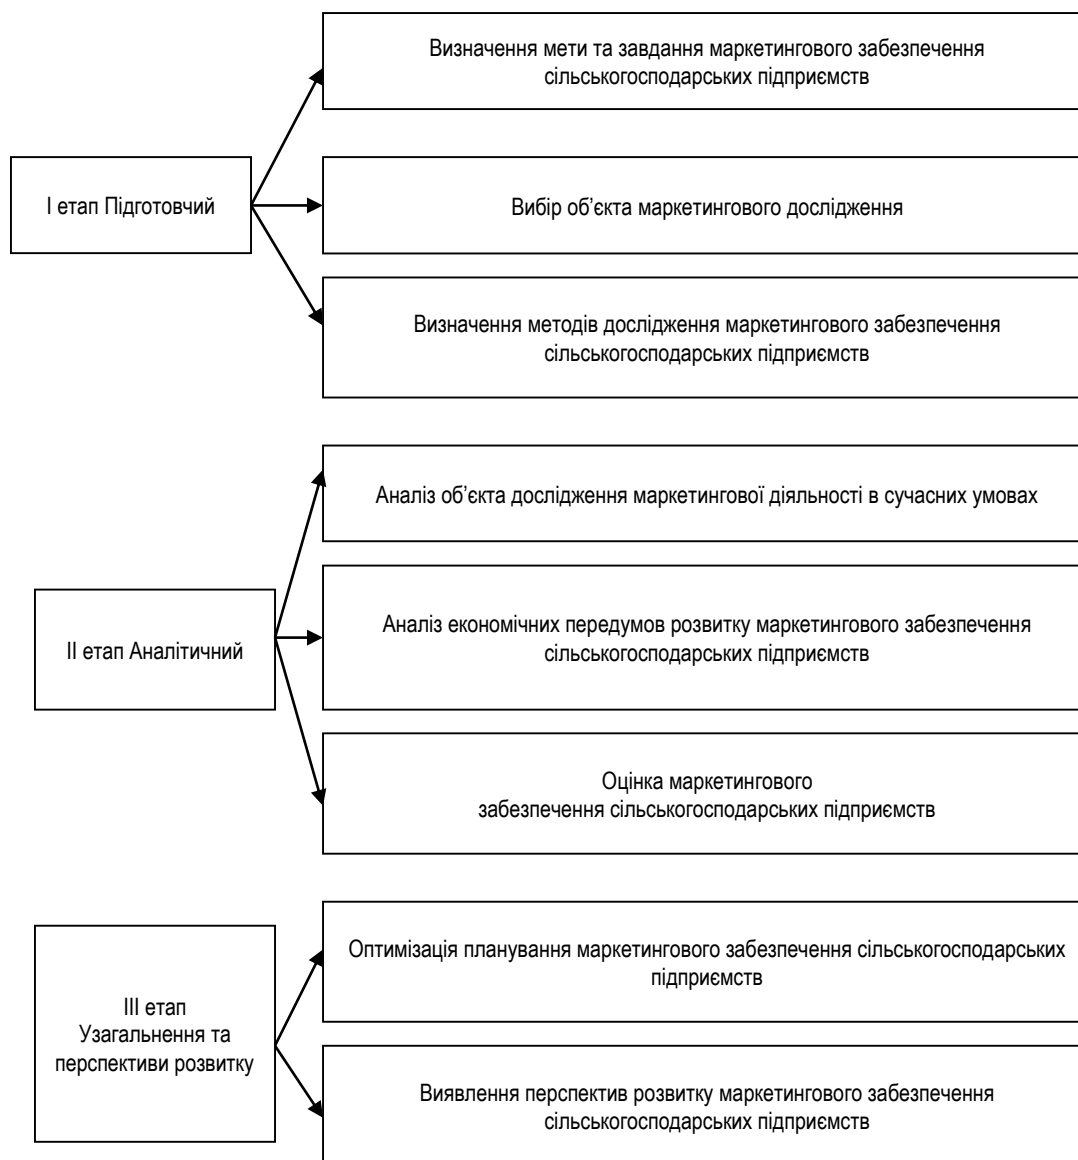 Визначення мети та завдання маркетингового забезпечення
сільськогосподарських підприємств
І етап Підготовчий
Вибір об’єкта маркетингового дослідження
Визначення методів дослідження маркетингового забезпечення
сільськогосподарських підприємств
Аналіз об’єкта дослідження маркетингової діяльності в сучасних умовах
ІІ етап Аналітичний
Аналіз економічних передумов розвитку маркетингового забезпечення
сільськогосподарських підприємств
Оцінка маркетингового
забезпечення сільськогосподарських підприємств
ІІІ етап
Узагальнення та
перспективи розвитку
Оптимізація планування маркетингового забезпечення сільськогосподарських
підприємств
Виявлення перспектив розвитку маркетингового забезпечення
сільськогосподарських підприємств